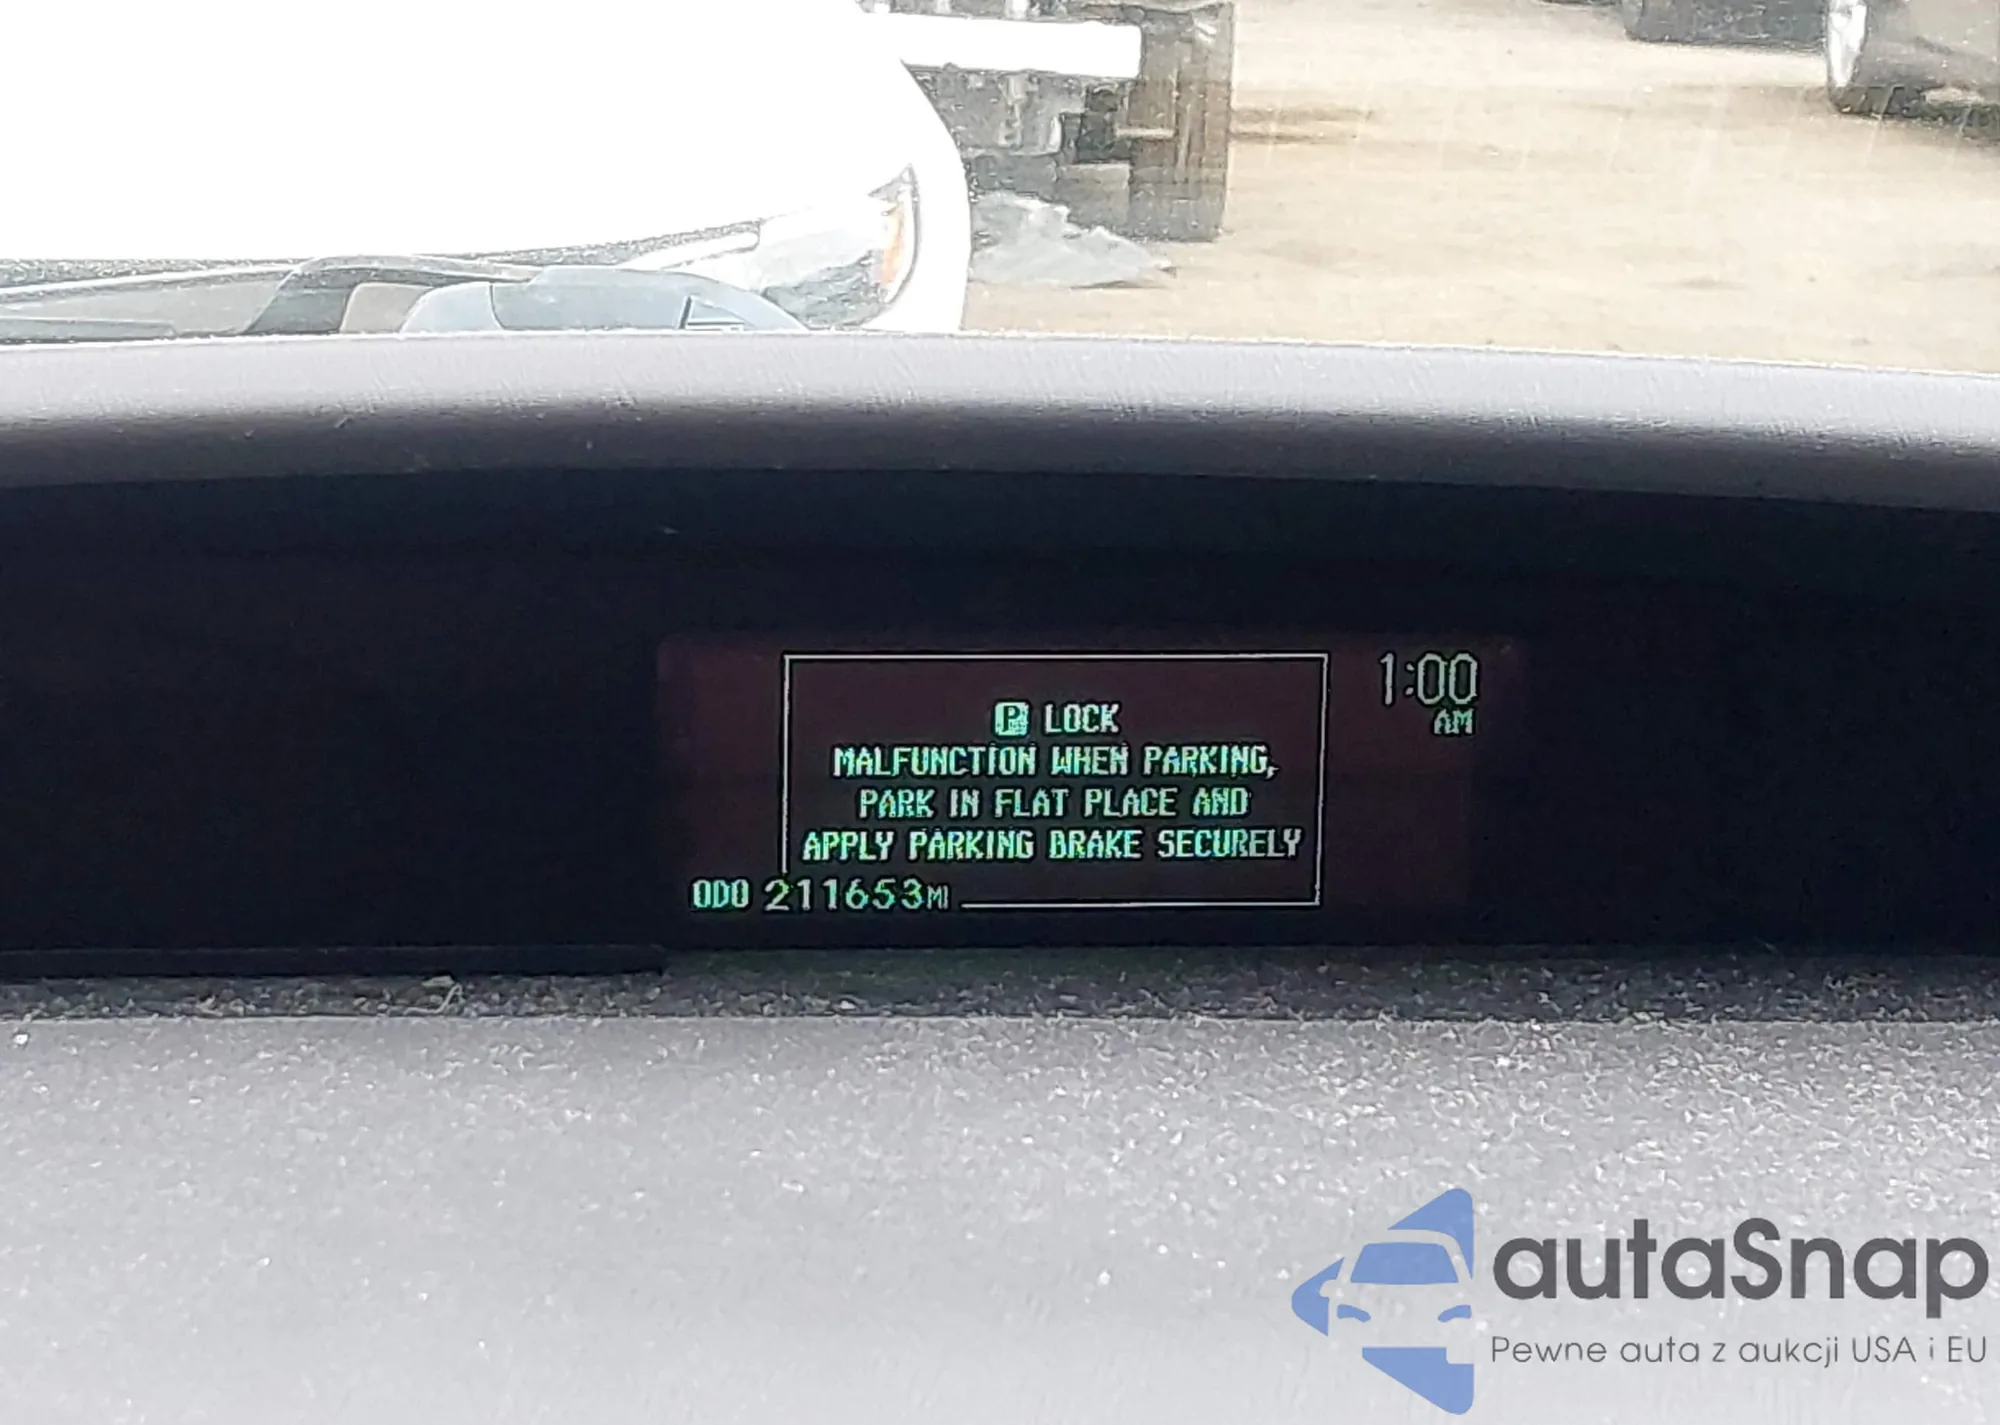 P LOCK
MALFUNCTION WHEN PARKING,
PARK IN FLAT PLACE AND
APPLY PARKING BRAKE SECURELY
1:00
AM
ODO 211653MI
autaSnap
Pewne auta z aukcji USA i EU